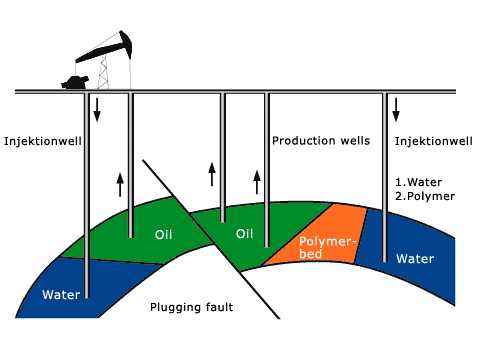 Injektionwell
Production wells
Injektionwell
1.Water
2.Polymer
Oil
Oil
Polymer-
bed
Water
Water
Plugging fault